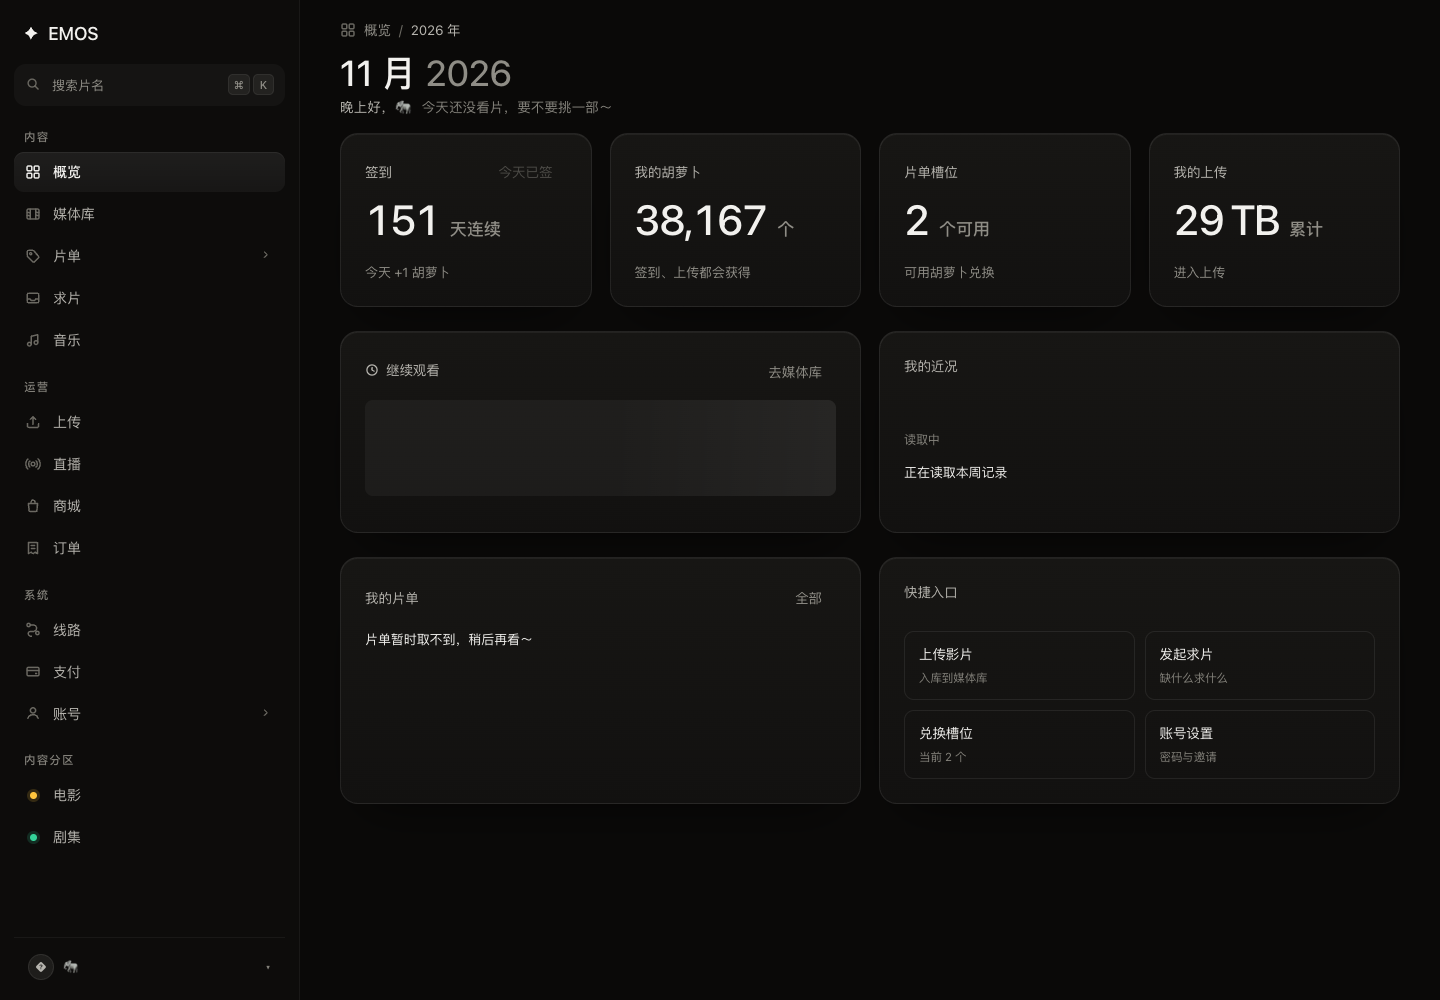 EMOS
搜索片名 ⌘ K
内容
概览
媒体库
片单
求片
音乐
运营
上传
直播
商城
订单
系统
线路
支付
账号
内容分区
电影
剧集
概览 / 2026 年
11 月 2026
晚上好, 今天还没看片, 要不要挑一部～
签到 今天已签
151 天连续
今天 +1 胡萝卜
我的胡萝卜
38,167 个
签到、上传都会获得
片单槽位
2 个可用
可用胡萝卜兑换
我的上传
29 TB 累计
进入上传
继续观看 去媒体库
我的近况
读取中
正在读取本周记录
我的片单 全部
片单暂时取不到, 稍后再看～
快捷入口
上传影片
入库到媒体库
发起求片
缺什么求什么
兑换槽位
当前 2 个
账号设置
密码与邀请